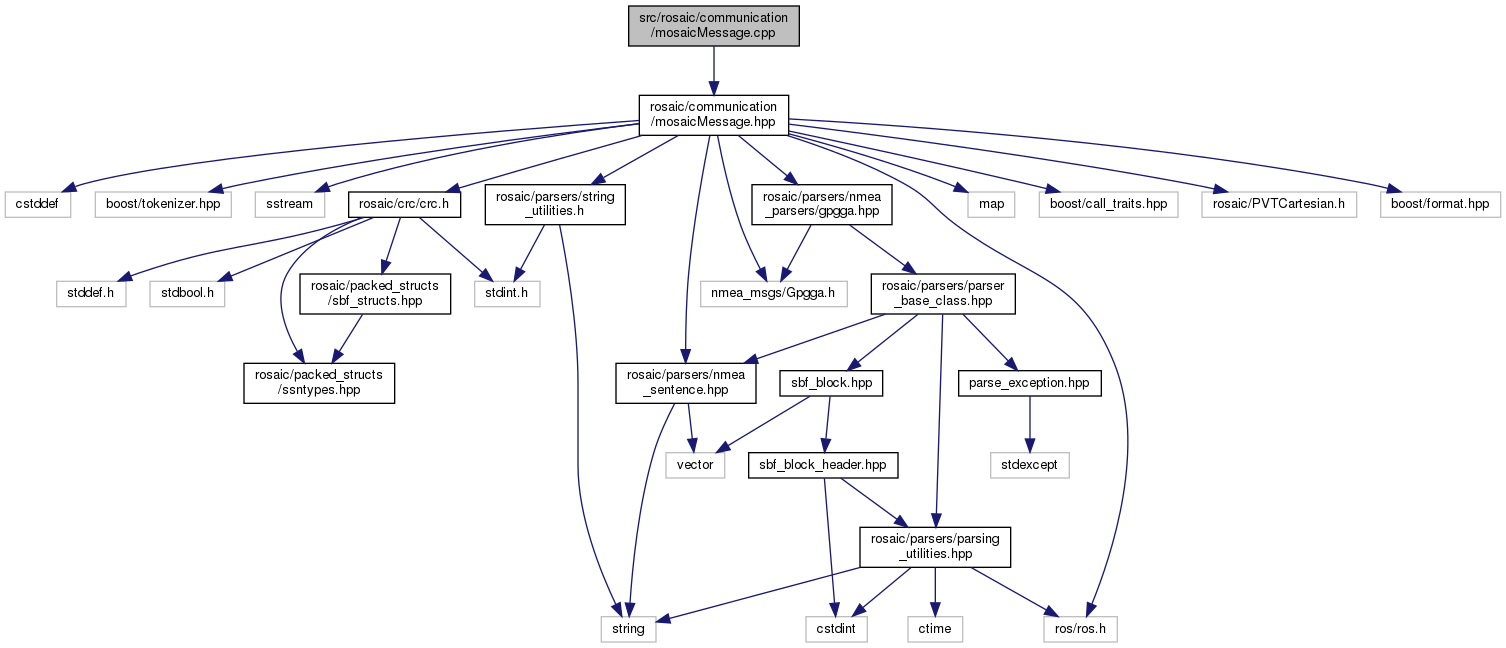 src/rosaic/communication
/mosaicMessage.cpp
rosaic/communication
/mosaicMessage.hpp
cstddef
boost/tokenizer.hpp
sstream
rosaic/crc/crc.h
rosaic/parsers/string
_utilities.h
rosaic/parsers/nmea
_parsers/gpgga.hpp
map
boost/call_traits.hpp
rosaic/PVTCartesian.h
boost/format.hpp
stddef.h
stdbool.h
rosaic/packed_structs
/sbf_structs.hpp
stdint.h
nmea_msgs/Gpgga.h
rosaic/parsers/parser
_base_class.hpp
rosaic/packed_structs
/ssntypes.hpp
rosaic/parsers/nmea
_sentence.hpp
sbf_block.hpp
parse_exception.hpp
vector
sbf_block_header.hpp
stdexcept
rosaic/parsers/parsing
_utilities.hpp
string
cstdint
ctime
ros/ros.h